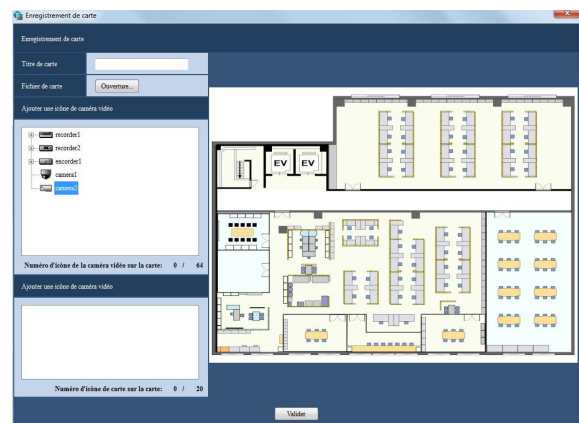 Enregistrement de carte
Enregistrement de carte
Titre de carte
Fichier de carte
Ouverture...
Ajouter une icône de caméra vidéo
recorder1
recorder2
encorder1
camera1
camera2
Numéro d'icône de la caméra vidéo sur la carte: 0 / 64
Ajouter une icône de caméra vidéo
Numéro d'icône de carte sur la carte: 0 / 20
EV
EV
Valider